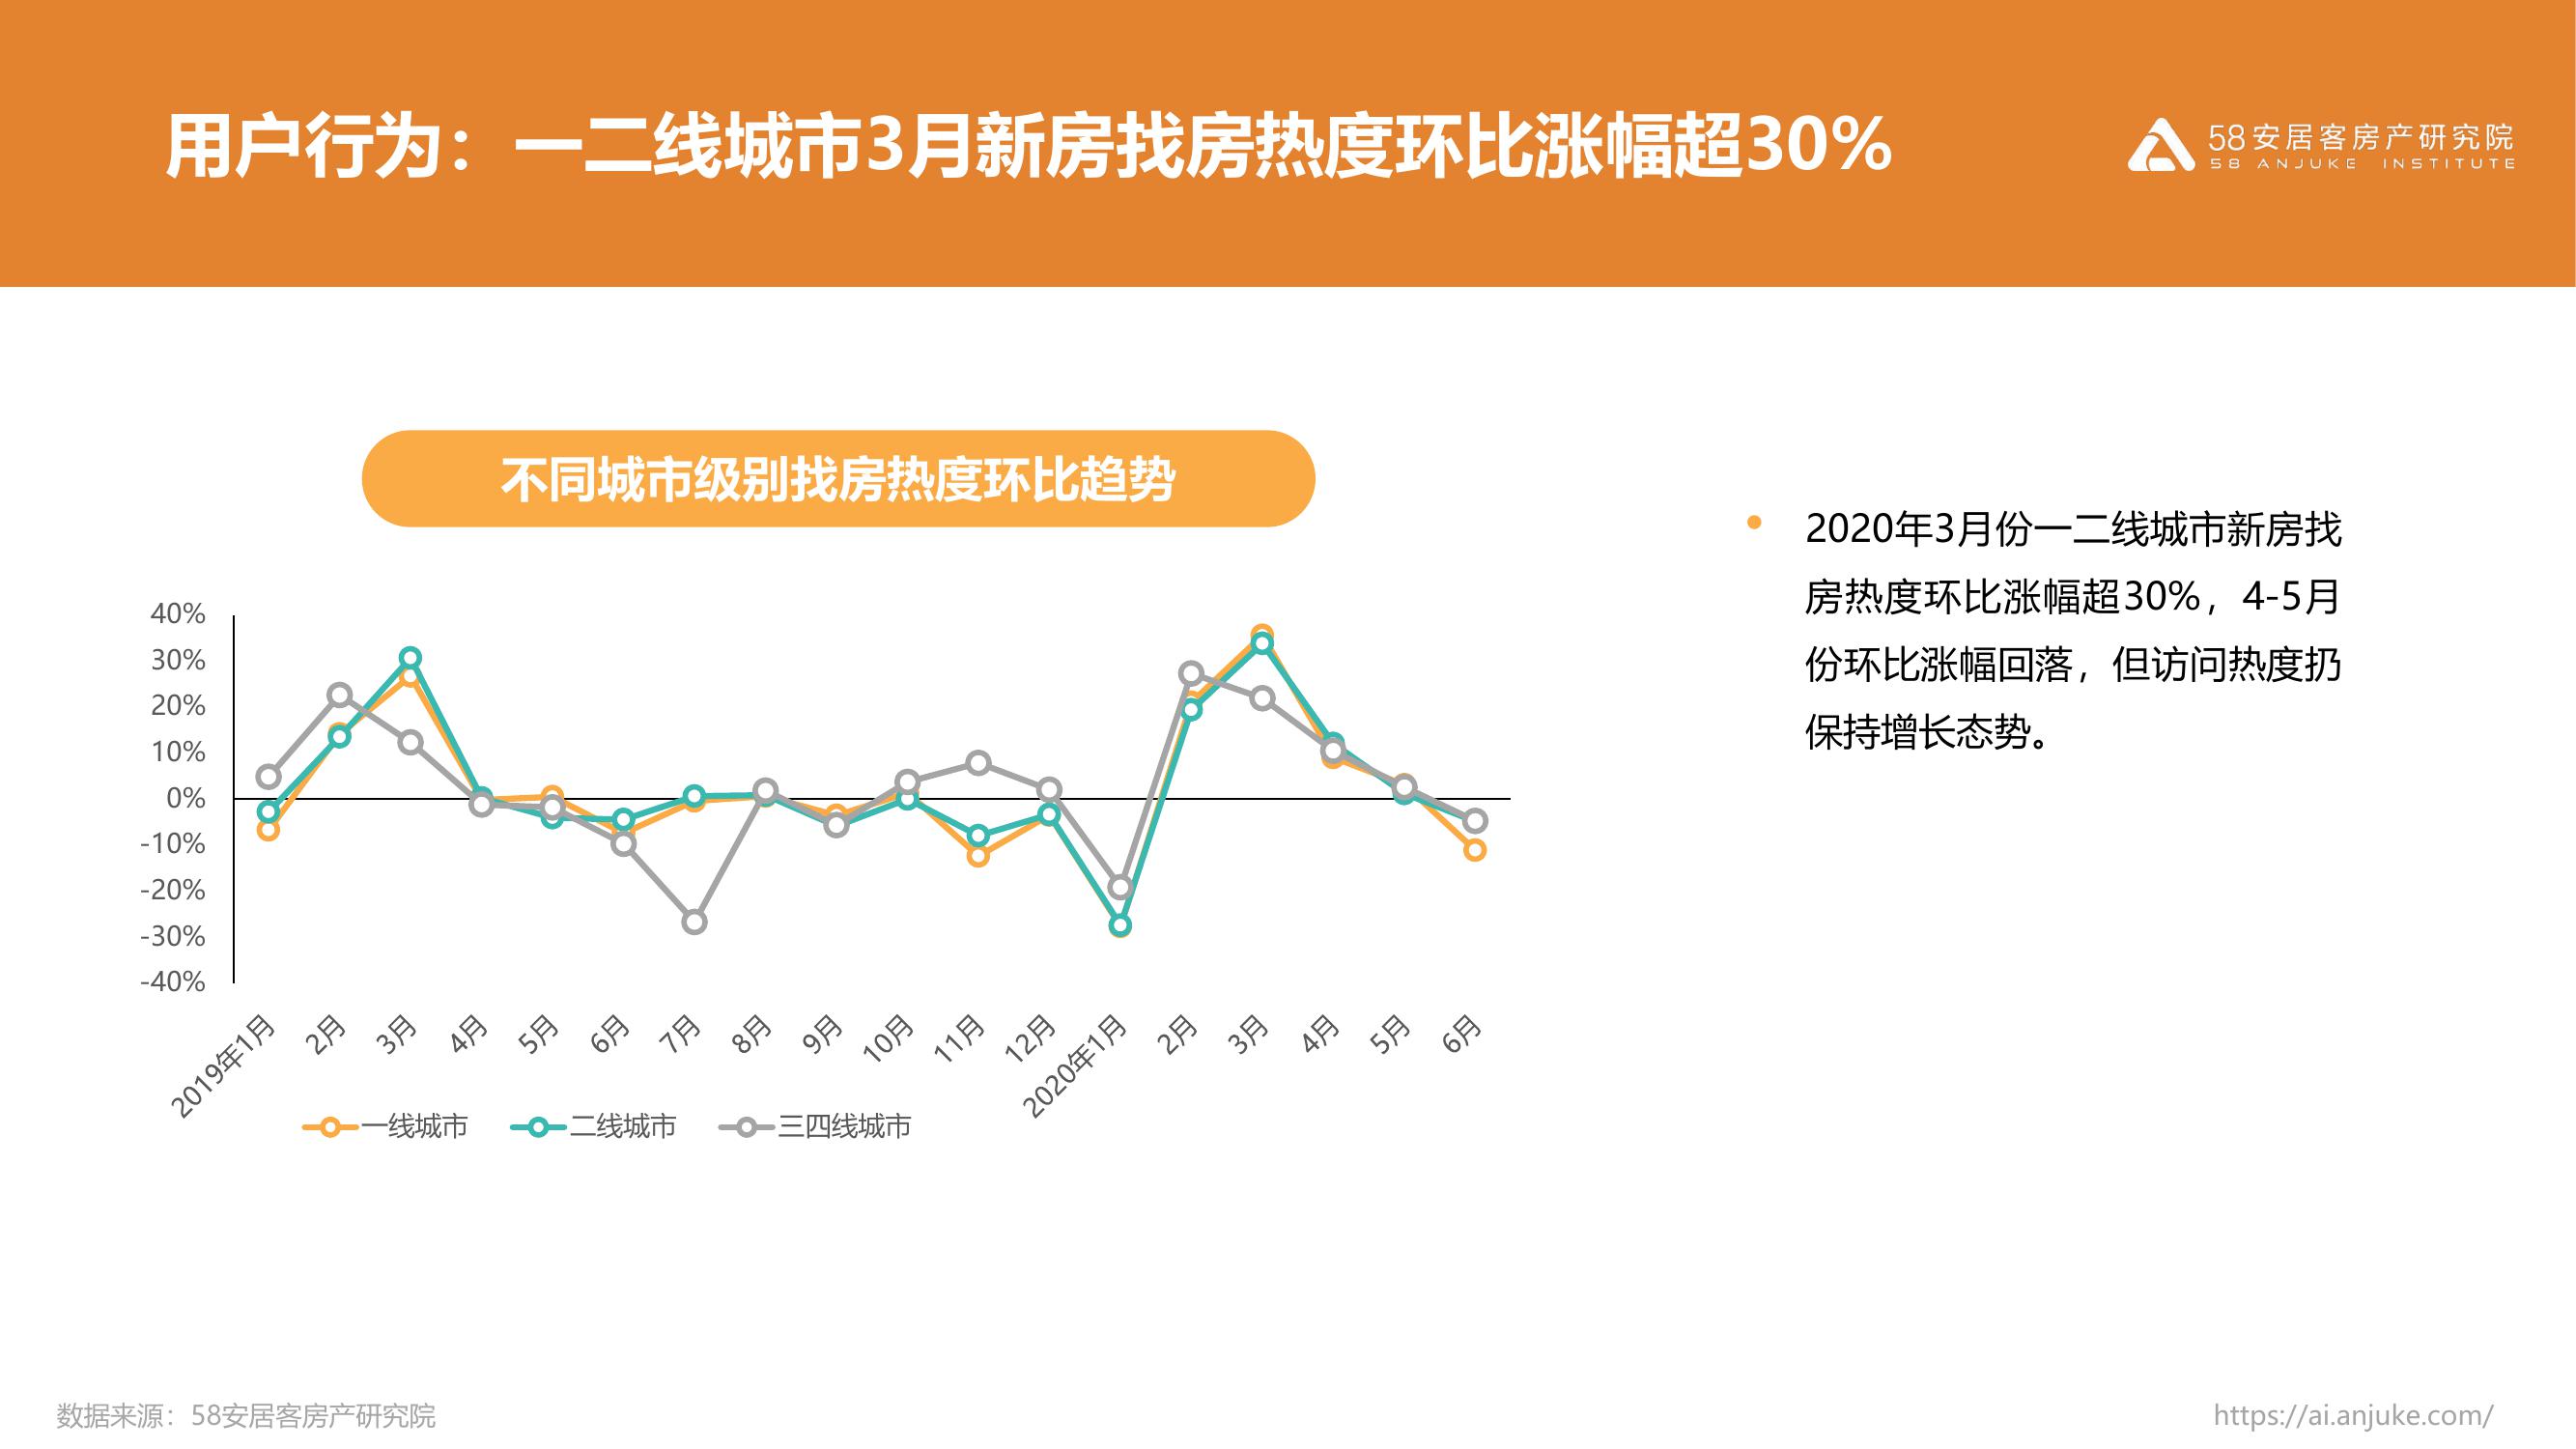 用户行为：一二线城市3月新房找房热度环比涨幅超30%
58安居客房产研究院
58 ANJUKE INSTITUTE
不同城市级别找房热度环比趋势
40%
30%
20%
10%
0%
-10%
-20%
-30%
-40%
2019年1月
2月
3月
4月
5月
6月
7月
8月
9月
10月
11月
12月
2020年1月
2月
3月
4月
5月
6月
一线城市
二线城市
三四线城市
2020年3月份一二线城市新房找
房热度环比涨幅超30%，4-5月
份环比涨幅回落，但访问热度扔
保持增长态势。
数据来源：58安居客房产研究院
https://ai.anjuke.com/